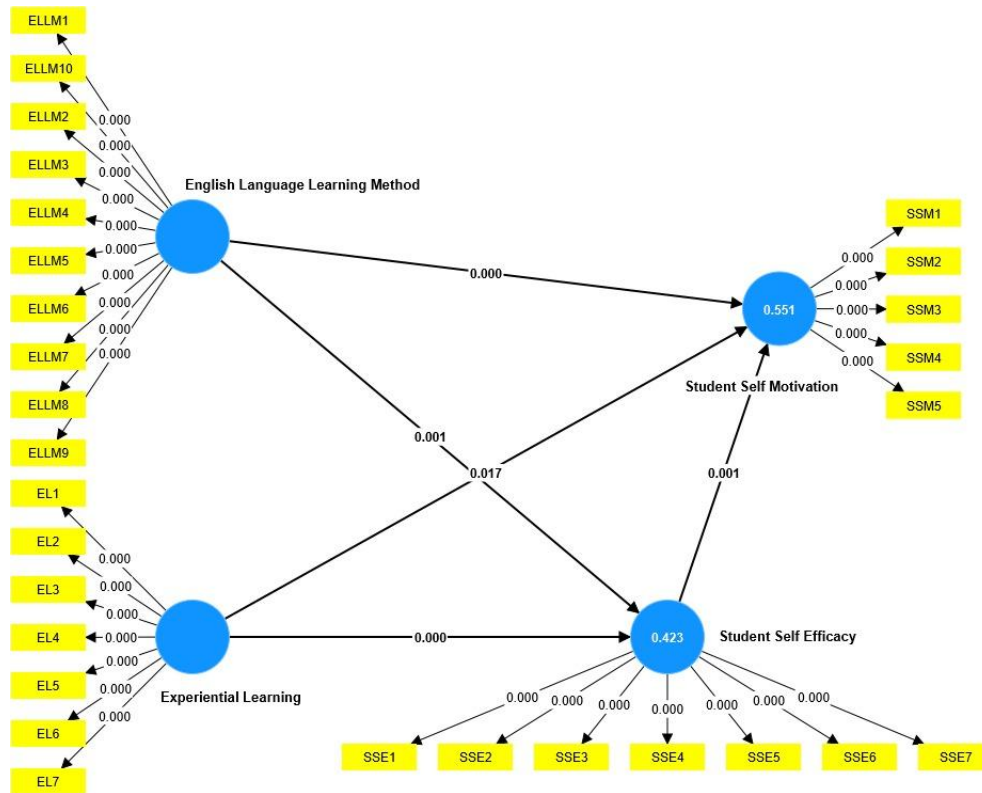 ELLM1
ELLM10
ELLM2
ELLM3
ELLM4
ELLM5
ELLM6
ELLM7
ELLM8
ELLM9
0.000
0.000
0.000
0.000
0.000
0.000
0.000
0.000
0.000
0.000
English Language Learning Method
0.000
0.001
0.017
0.551
Student Self Motivation
0.000
0.000
0.000
0.000
0.000
SSM1
SSM2
SSM3
SSM4
SSM5
0.001
EL1
EL2
EL3
EL4
EL5
EL6
EL7
0.000
0.000
0.000
0.000
0.000
0.000
0.000
Experiential Learning
0.000
0.423
Student Self Efficacy
0.000
0.000
0.000
0.000
0.000
0.000
0.000
SSE1
SSE2
SSE3
SSE4
SSE5
SSE6
SSE7